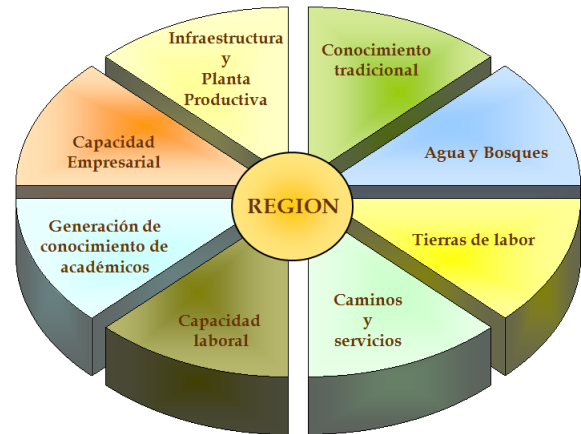 Infraestructura
y
Planta
Productiva
Conocimiento
tradicional
Capacidad
Empresarial
Agua y Bosques
REGION
Generación de
conocimiento de
académicos
Tierras de labor
Capacidad
laboral
Caminos
y
servicios